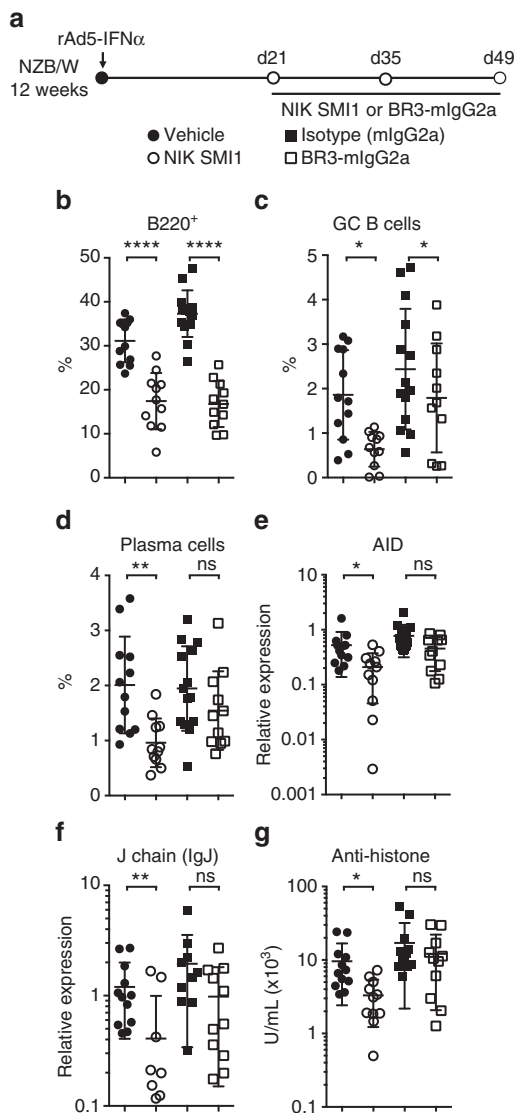 a
rAd5-IFNα
NZB/W
12 weeks
d21 d35 d49
NIK SMI1 or BR3-mIgG2a
Vehicle Isotype (mIgG2a)
NIK SMI1 BR3-mIgG2a
b c
B220+ GC B cells
**** **** * *
50 40 30 20 10 0
%
5 4 3 2 1 0
%
d e
Plasma cells AID
** ns * ns
4 3 2 1 0
%
10 1 0.1 0.01 0.001
Relative expression
f g
J chain (IgJ) Anti-histone
** ns * ns
10 1 0.1
Relative expression
100 10 1 0.1
U/mL (x10³)